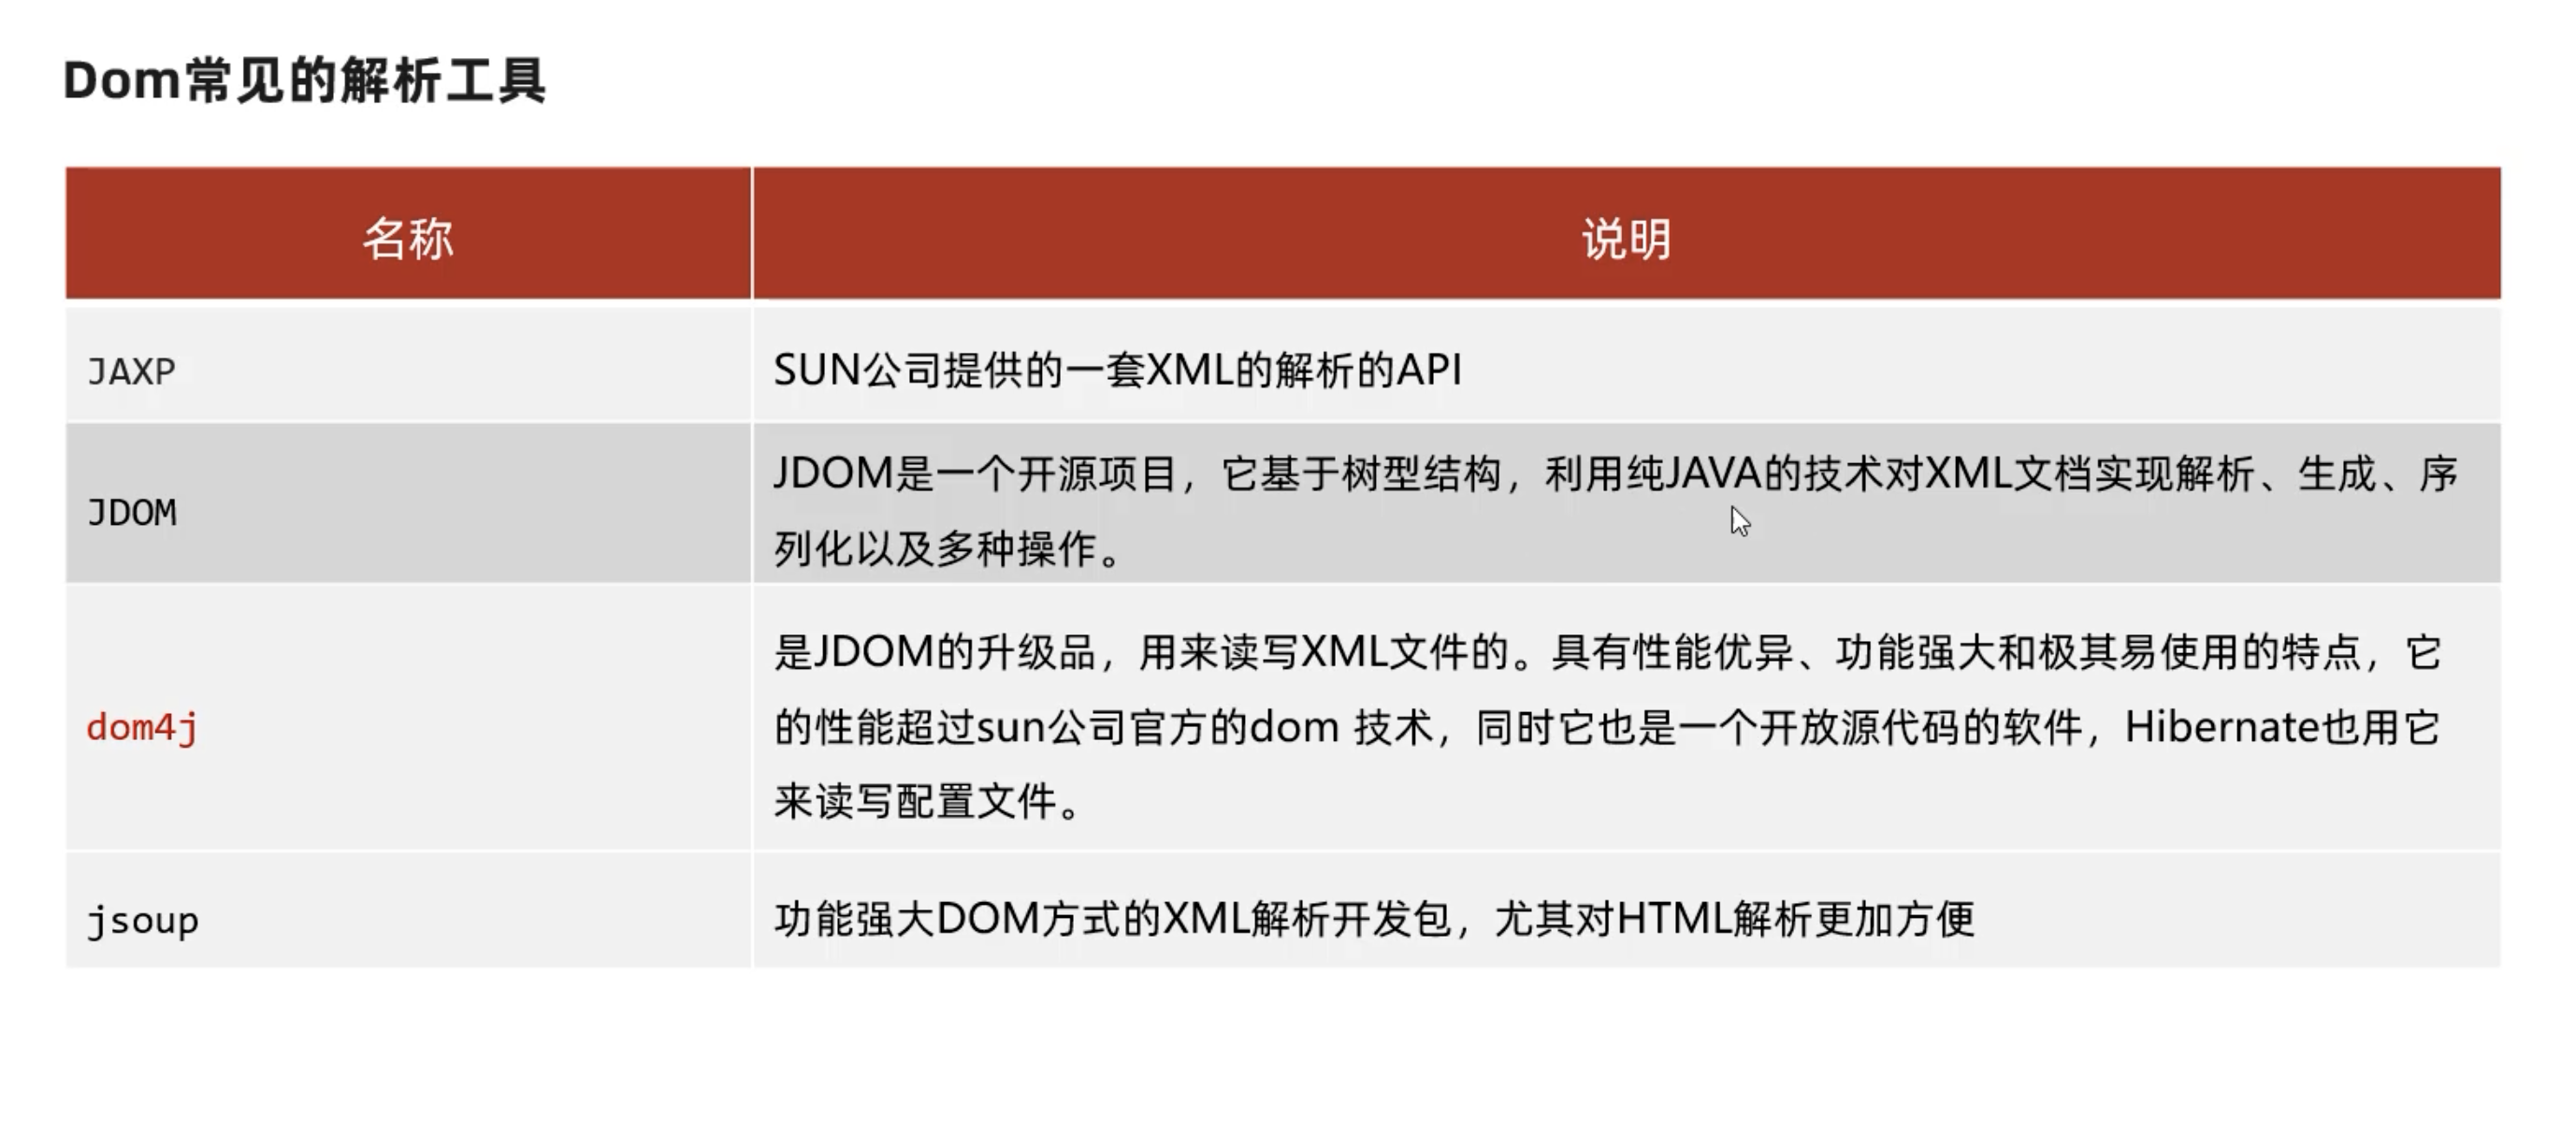 Dom常见的解析工具
名称
说明
JAXP
SUN公司提供的一套XML的解析的API
JDOM
JDOM是一个开源项目，它基于树型结构，利用纯JAVA的技术对XML文档实现解析、生成、序
列化以及多种操作。
dom4j
是JDOM的升级品，用来读写XML文件的。具有性能优异、功能强大和极其易使用的特点，它
的性能超过sun公司官方的dom 技术，同时它也是一个开放源代码的软件，Hibernate也用它
来读写配置文件。
jsoup
功能强大DOM方式的XML解析开发包，尤其对HTML解析更加方便